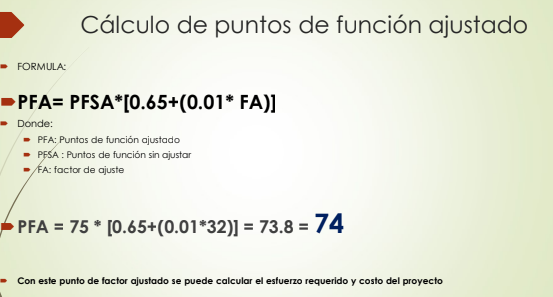 Cálculo de puntos de función ajustado
FORMULA:
PFA= PFSA*[0.65+(0.01* FA)]
Donde:
PFA: Puntos de función ajustado
PFSA : Puntos de función sin ajustar
FA: factor de ajuste
PFA = 75 * [0.65+(0.01*32)] = 73.8 = 74
Con este punto de factor ajustado se puede calcular el esfuerzo requerido y costo del proyecto